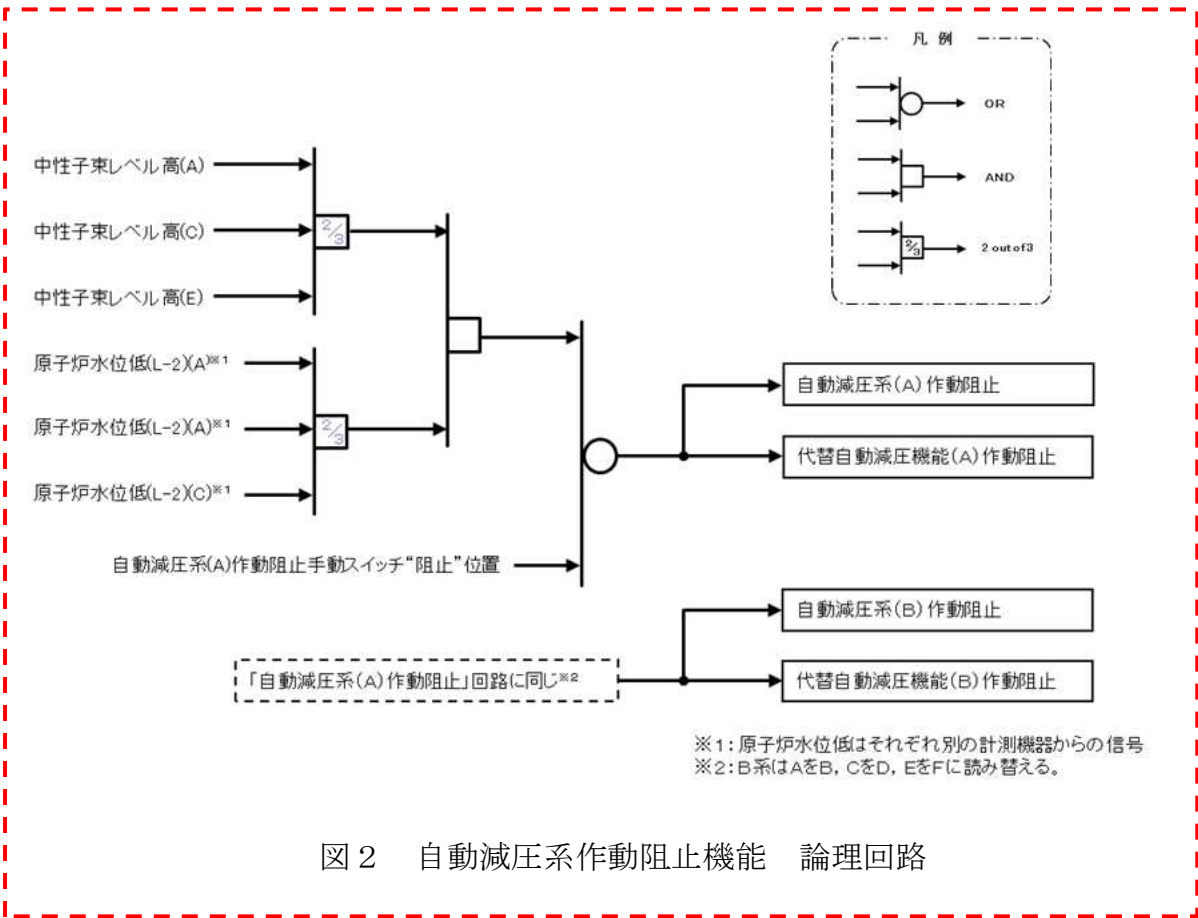 凡 例
OR
AND
2/3
2 out of3
中性子束レベル高(A)
中性子束レベル高(C)
2/3
中性子束レベル高(E)
原子炉水位低(L-2)(A)※1
原子炉水位低(L-2)(A)※1
2/3
原子炉水位低(L-2)(C)※1
自動減圧系(A)作動阻止手動スイッチ“阻止”位置
自動減圧系(A)作動阻止
代替自動減圧機能(A)作動阻止
自動減圧系(B)作動阻止
「自動減圧系(A)作動阻止」回路に同じ※2
代替自動減圧機能(B)作動阻止
※1:原子炉水位低はそれぞれ別の計測機器からの信号
※2:B系はAをB,CをD,EをFに読み替える。
図2 自動減圧系作動阻止機能 論理回路